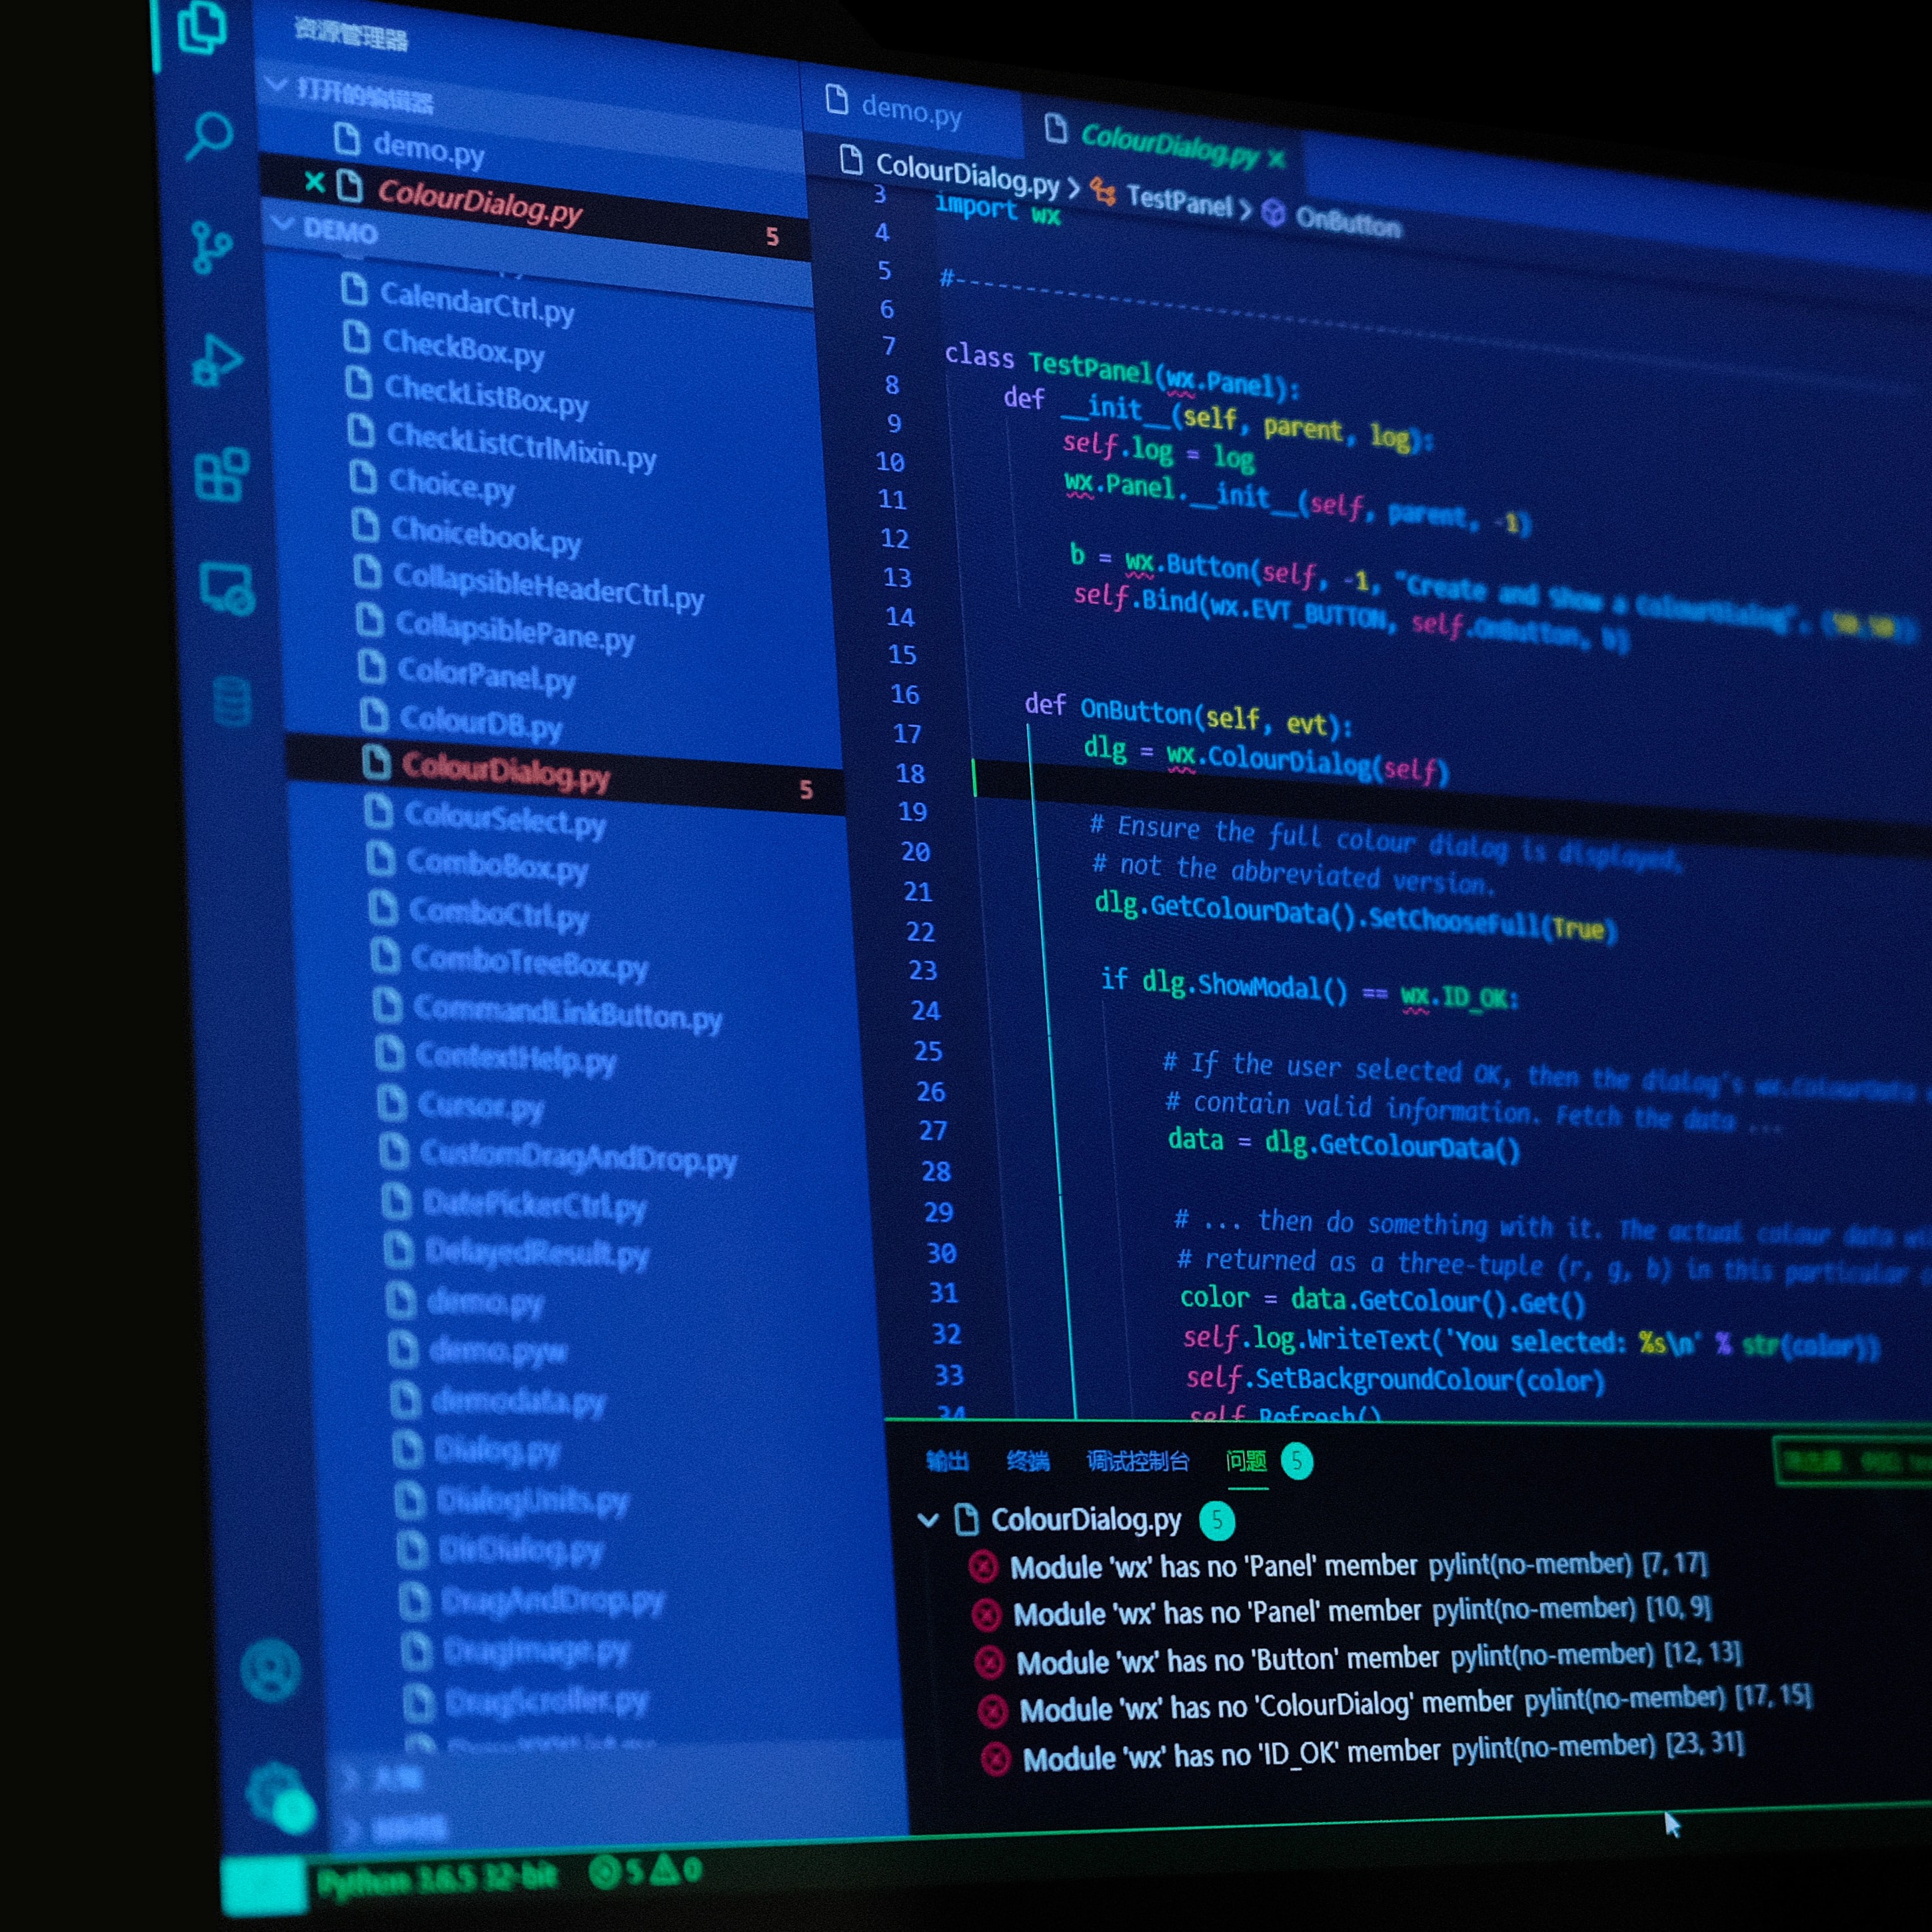 资源管理器
打开的编辑器
demo.py
ColourDialog.py 5
DEMO
CalendarCtrl.py
CheckBox.py
CheckListBox.py
CheckListCtrlMixin.py
Choice.py
Choicebook.py
CollapsibleHeaderCtrl.py
CollapsiblePane.py
ColorPanel.py
ColourDB.py
ColourDialog.py 5
ColourSelect.py
ComboBox.py
ComboCtrl.py
ComboTreeBox.py
CommandLinkButton.py
ContextHelp.py
Cursor.py
CustomDragAndDrop.py
DatePickerCtrl.py
DelayedResult.py
demo.py
demo.pyw
demodata.py
Dialog.py
DialogUnits.py
DirDialog.py
DragAndDrop.py
DragImage.py
DragScroller.py
大纲
demo.py ColourDialog.py
ColourDialog.py > TestPanel > OnButton
3 import wx
4
5 #--------------------------------
6
7 class TestPanel(wx.Panel):
8 def __init__(self, parent, log):
9 self.log = log
10 wx.Panel.__init__(self, parent, -1)
11
12 b = wx.Button(self, -1, "Create and Show a ColourDialog", (50,50))
13 self.Bind(wx.EVT_BUTTON, self.OnButton, b)
14
15
16 def OnButton(self, evt):
17 dlg = wx.ColourDialog(self)
18
19 # Ensure the full colour dialog is displayed,
20 # not the abbreviated version.
21 dlg.GetColourData().SetChooseFull(True)
22
23 if dlg.ShowModal() == wx.ID_OK:
24
25 # If the user selected OK, then the dialog's wx.ColourData
26 # contain valid information. Fetch the data ...
27 data = dlg.GetColourData()
28
29 # ... then do something with it. The actual colour data
30 # returned as a three-tuple (r, g, b) in this particular
31 color = data.GetColour().Get()
32 self.log.WriteText('You selected: %s\n' % str(color))
33 self.SetBackgroundColour(color)
34 self.Refresh()
输出 终端 调试控制台 问题 5
ColourDialog.py 5
Module 'wx' has no 'Panel' member pylint(no-member) [7, 17]
Module 'wx' has no 'Panel' member pylint(no-member) [10, 9]
Module 'wx' has no 'Button' member pylint(no-member) [12, 13]
Module 'wx' has no 'ColourDialog' member pylint(no-member) [17, 15]
Module 'wx' has no 'ID_OK' member pylint(no-member) [23, 31]
Python 3.6.5 32-bit 5 0